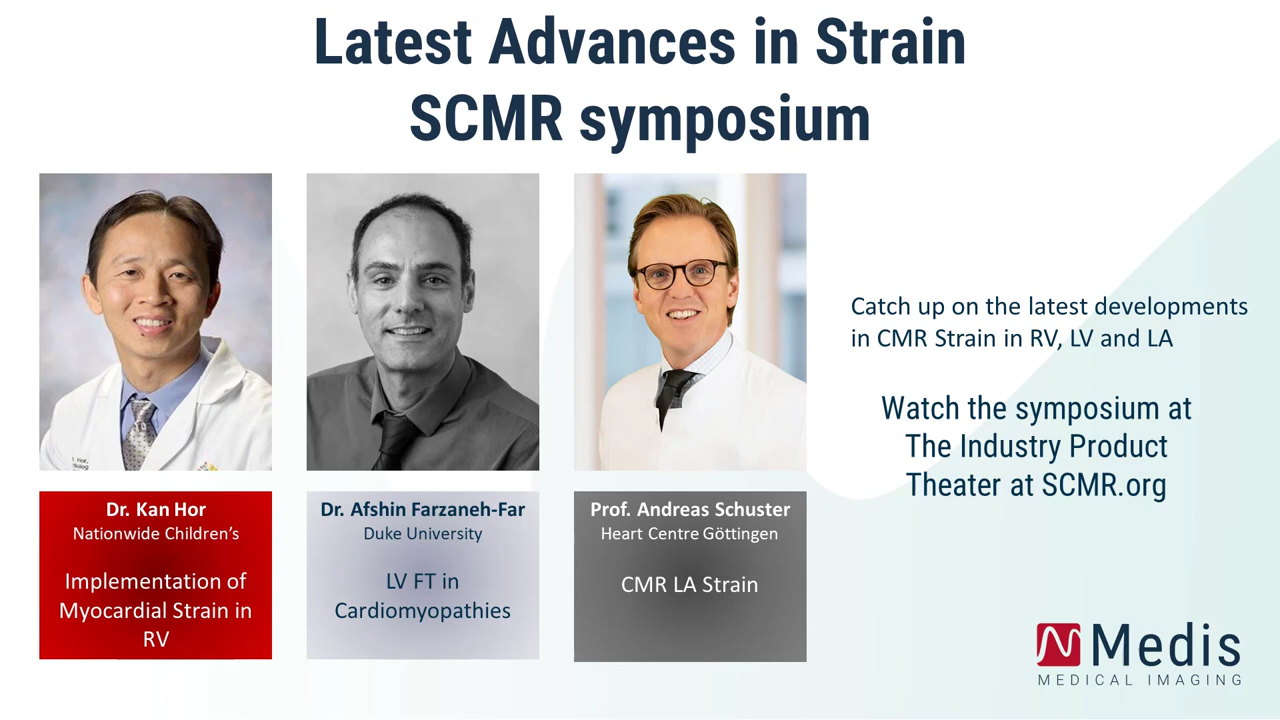 Latest Advances in Strain
SCMR symposium
Dr. Kan Hor
Nationwide Children's
Implementation of
Myocardial Strain in
RV
Dr. Afshin Farzaneh-Far
Duke University
LV FT in
Cardiomyopathies
Prof. Andreas Schuster
Heart Centre Göttingen
CMR LA Strain
Catch up on the latest developments
in CMR Strain in RV, LV and LA
Watch the symposium at
The Industry Product
Theater at SCMR.org
Medis
MEDICAL IMAGING